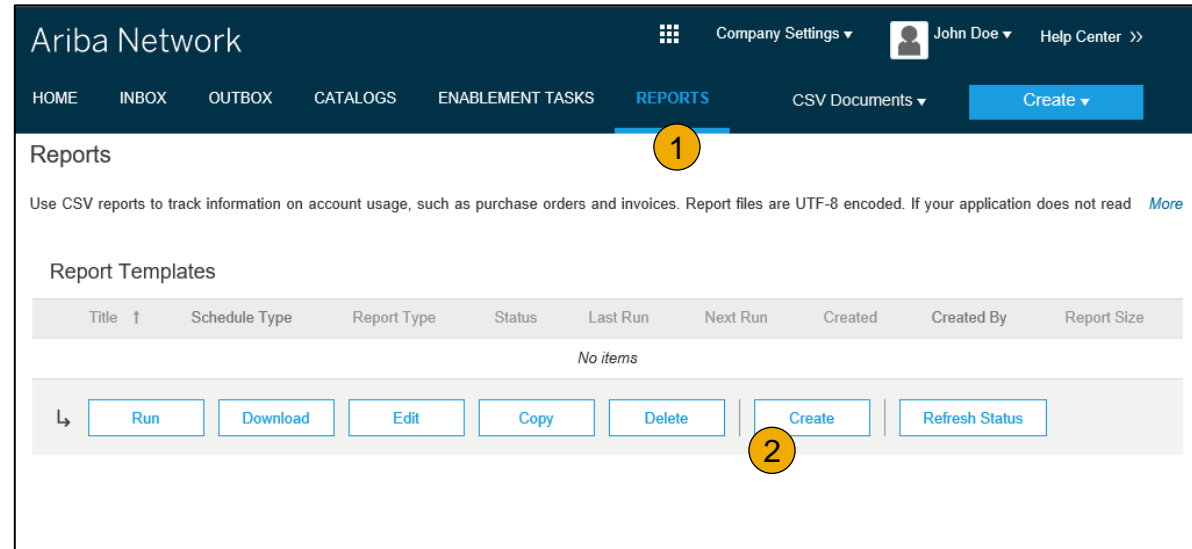 Ariba Network
Company Settings ▾ John Doe ▾ Help Center >>
HOME INBOX OUTBOX CATALOGS ENABLEMENT TASKS REPORTS CSV Documents ▾ Create ▾
1
Reports
Use CSV reports to track information on account usage, such as purchase orders and invoices. Report files are UTF-8 encoded. If your application does not read More
Report Templates
Title ↑ Schedule Type Report Type Status Last Run Next Run Created Created By Report Size
No items
Run Download Edit Copy Delete Create Refresh Status
2